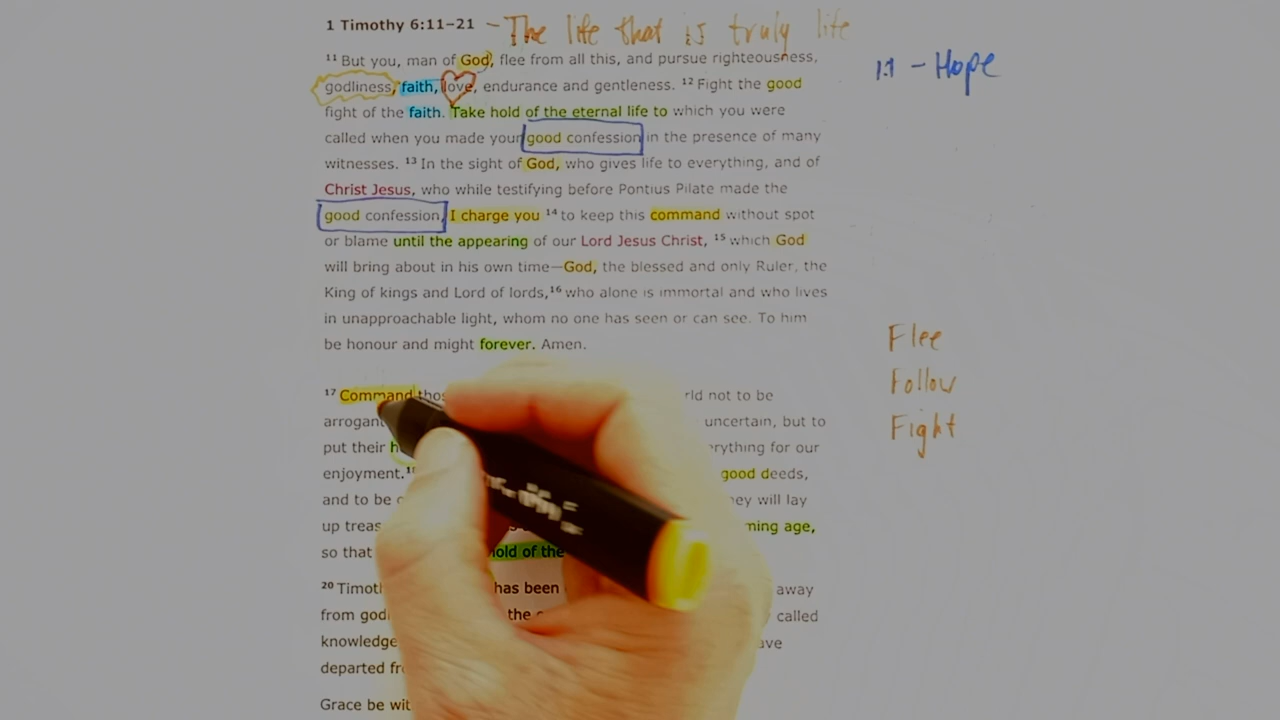 1 Timothy 6:11–21 – The life that is truly life
¹¹ But you, man of God, flee from all this, and pursue righteousness,
1:1 – Hope
godliness, faith, love, endurance and gentleness. ¹² Fight the good
fight of the faith. Take hold of the eternal life to which you were
called when you made your good confession in the presence of many
witnesses. ¹³ In the sight of God, who gives life to everything, and of
Christ Jesus, who while testifying before Pontius Pilate made the
good confession, I charge you ¹⁴ to keep this command without spot
or blame until the appearing of our Lord Jesus Christ, ¹⁵ which God
will bring about in his own time—God, the blessed and only Ruler, the
King of kings and Lord of lords, ¹⁶ who alone is immortal and who lives
in unapproachable light, whom no one has seen or can see. To him
be honour and might forever. Amen.
Flee
Follow
Fight
¹⁷ Command not to be
arrogant uncertain, but to
put their for our
enjoyment. good deeds,
and to be will lay
up age,
so that hold of the
²⁰ has been away
from the called
knowledge
departed
Grace be